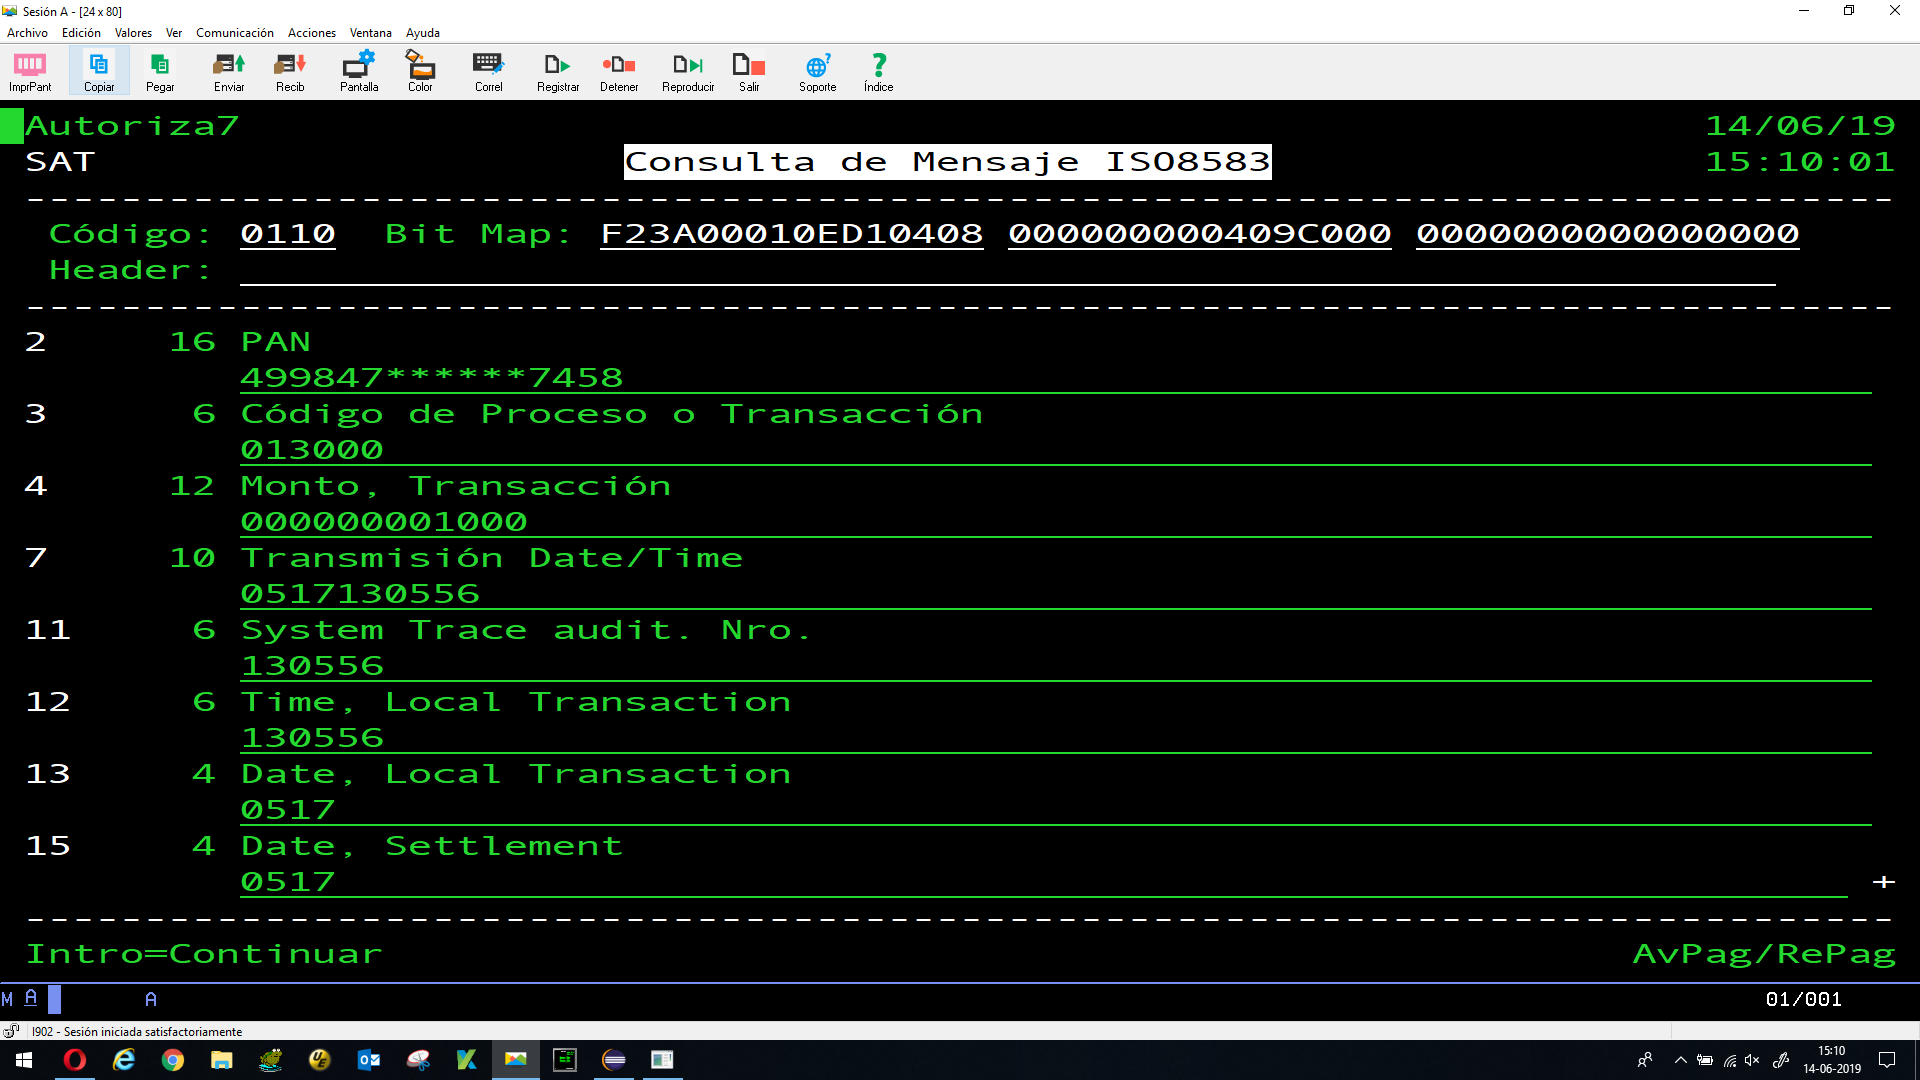 Sesión A - [24 x 80]
Archivo Edición Valores Ver Comunicación Acciones Ventana Ayuda
ImprPant Copiar Pegar Enviar Recib Pantalla Color Correl Registrar Detener Reproducir Salir Soporte Índice
Autoriza7 14/06/19
SAT Consulta de Mensaje ISO8583 15:10:01
Código: 0110 Bit Map: F23A00010ED10408 000000000409C000 0000000000000000
Header:
2 16 PAN
499847******7458
3 6 Código de Proceso o Transacción
013000
4 12 Monto, Transacción
000000001000
7 10 Transmisión Date/Time
0517130556
11 6 System Trace audit. Nro.
130556
12 6 Time, Local Transaction
130556
13 4 Date, Local Transaction
0517
15 4 Date, Settlement
0517 +
Intro=Continuar AvPag/RePag
M A A 01/001
I902 - Sesión iniciada satisfactoriamente
15:10
14-06-2019